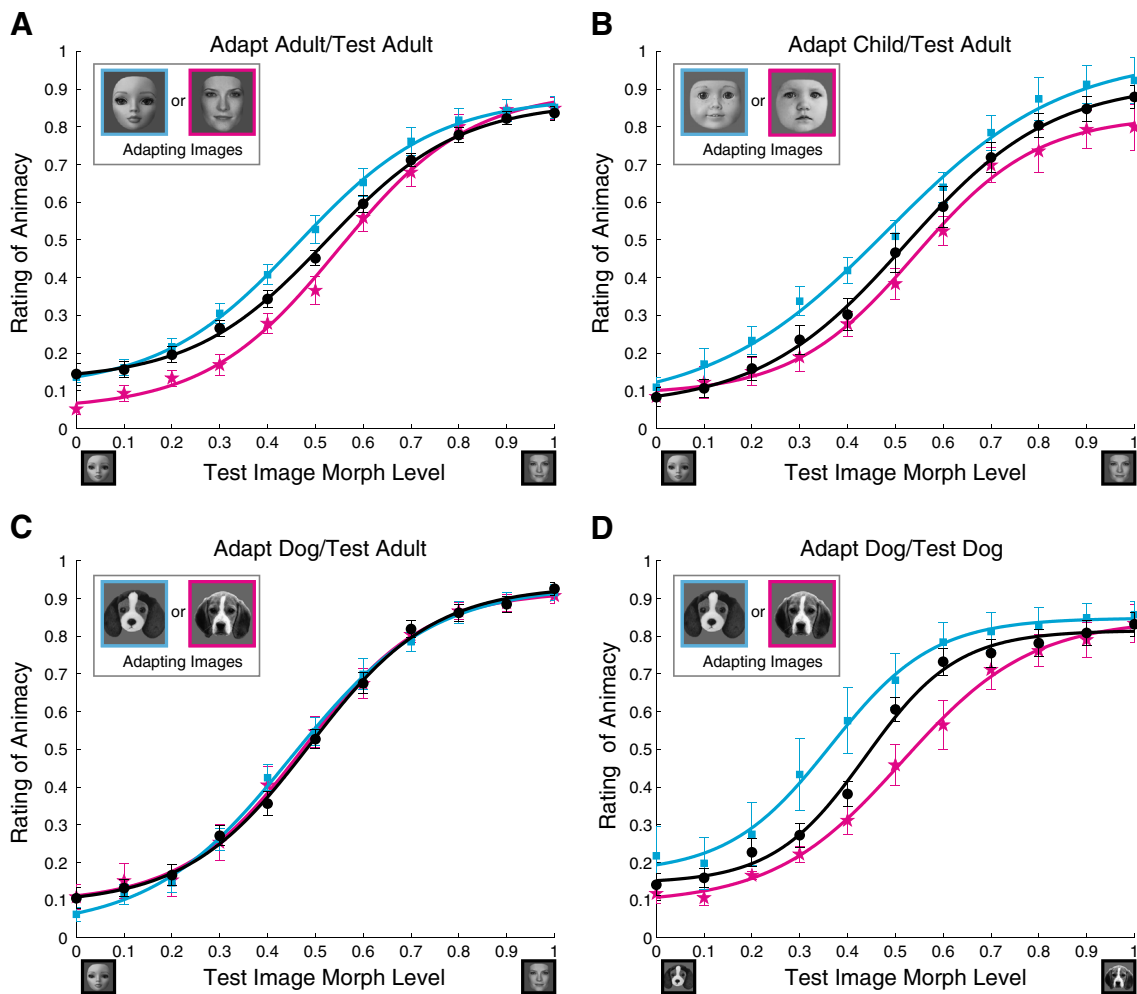 A
Adapt Adult/Test Adult
1
0.9
0.8
0.7
0.6
0.5
0.4
0.3
0.2
0.1
0
Rating of Animacy
or
Adapting Images
0 0.1 0.2 0.3 0.4 0.5 0.6 0.7 0.8 0.9 1
Test Image Morph Level
B
Adapt Child/Test Adult
1
0.9
0.8
0.7
0.6
0.5
0.4
0.3
0.2
0.1
0
Rating of Animacy
or
Adapting Images
0 0.1 0.2 0.3 0.4 0.5 0.6 0.7 0.8 0.9 1
Test Image Morph Level
C
Adapt Dog/Test Adult
1
0.9
0.8
0.7
0.6
0.5
0.4
0.3
0.2
0.1
0
Rating of Animacy
or
Adapting Images
0 0.1 0.2 0.3 0.4 0.5 0.6 0.7 0.8 0.9 1
Test Image Morph Level
D
Adapt Dog/Test Dog
1
0.9
0.8
0.7
0.6
0.5
0.4
0.3
0.2
0.1
0
Rating of Animacy
or
Adapting Images
0 0.1 0.2 0.3 0.4 0.5 0.6 0.7 0.8 0.9 1
Test Image Morph Level